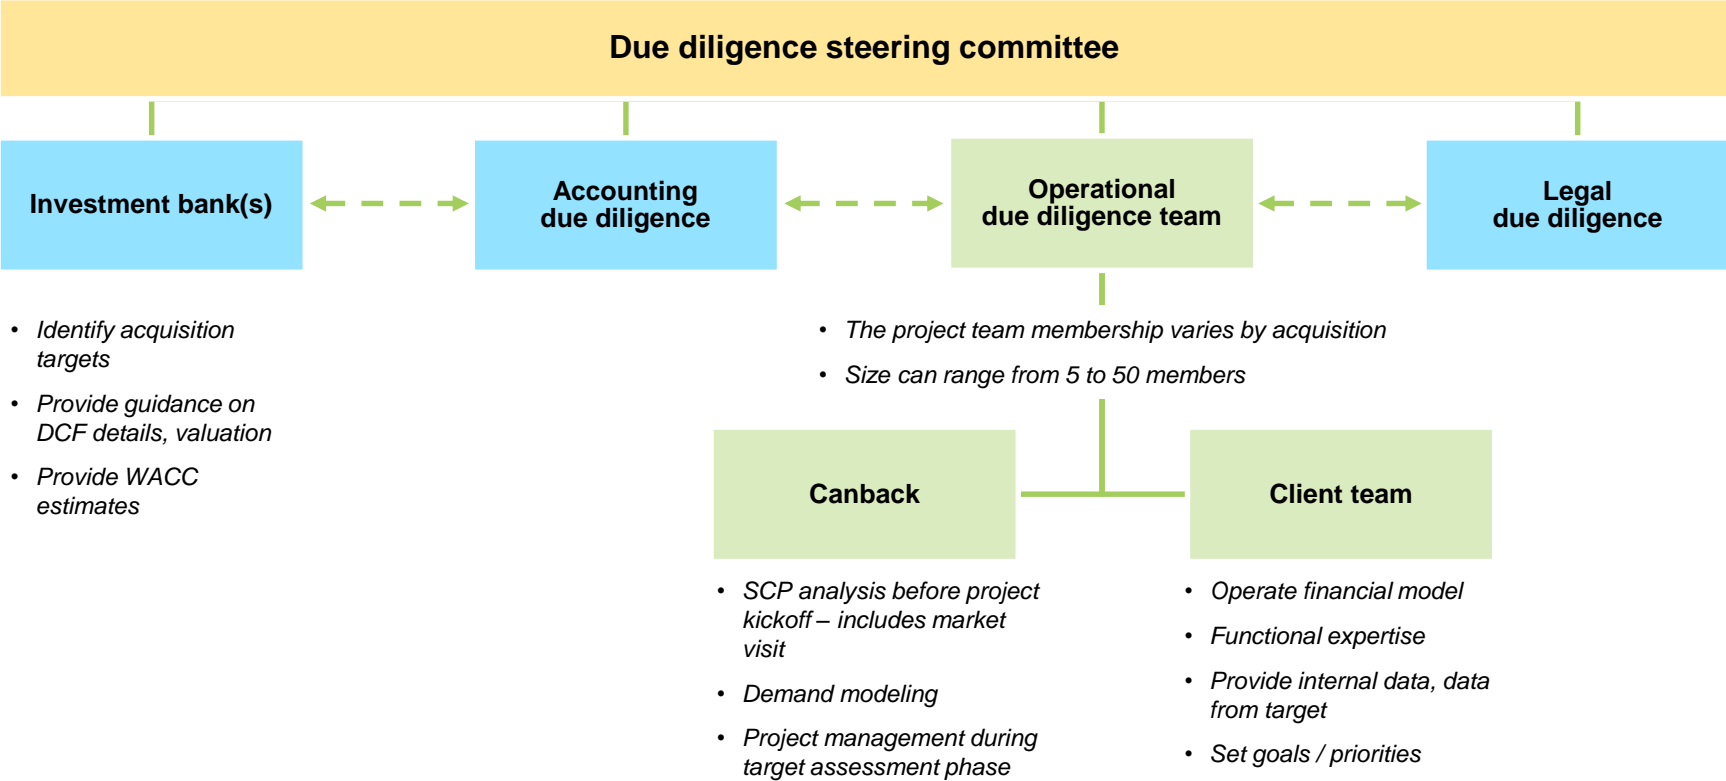 Due diligence steering committee
Investment bank(s)
Accounting
due diligence
Operational
due diligence team
Legal
due diligence
• Identify acquisition
targets
• Provide guidance on
DCF details, valuation
• Provide WACC
estimates
• The project team membership varies by acquisition
• Size can range from 5 to 50 members
Canback
• SCP analysis before project
kickoff – includes market
visit
• Demand modeling
• Project management during
target assessment phase
Client team
• Operate financial model
• Functional expertise
• Provide internal data, data
from target
• Set goals / priorities